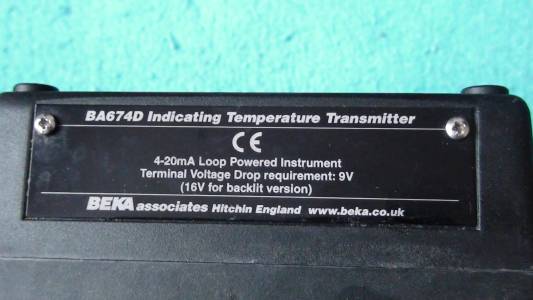 BA674D Indicating Temperature Transmitter
CE
4-20mA Loop Powered Instrument
Terminal Voltage Drop requirement: 9V
(16V for backlit version)
BEKA associates Hitchin England www.beka.co.uk